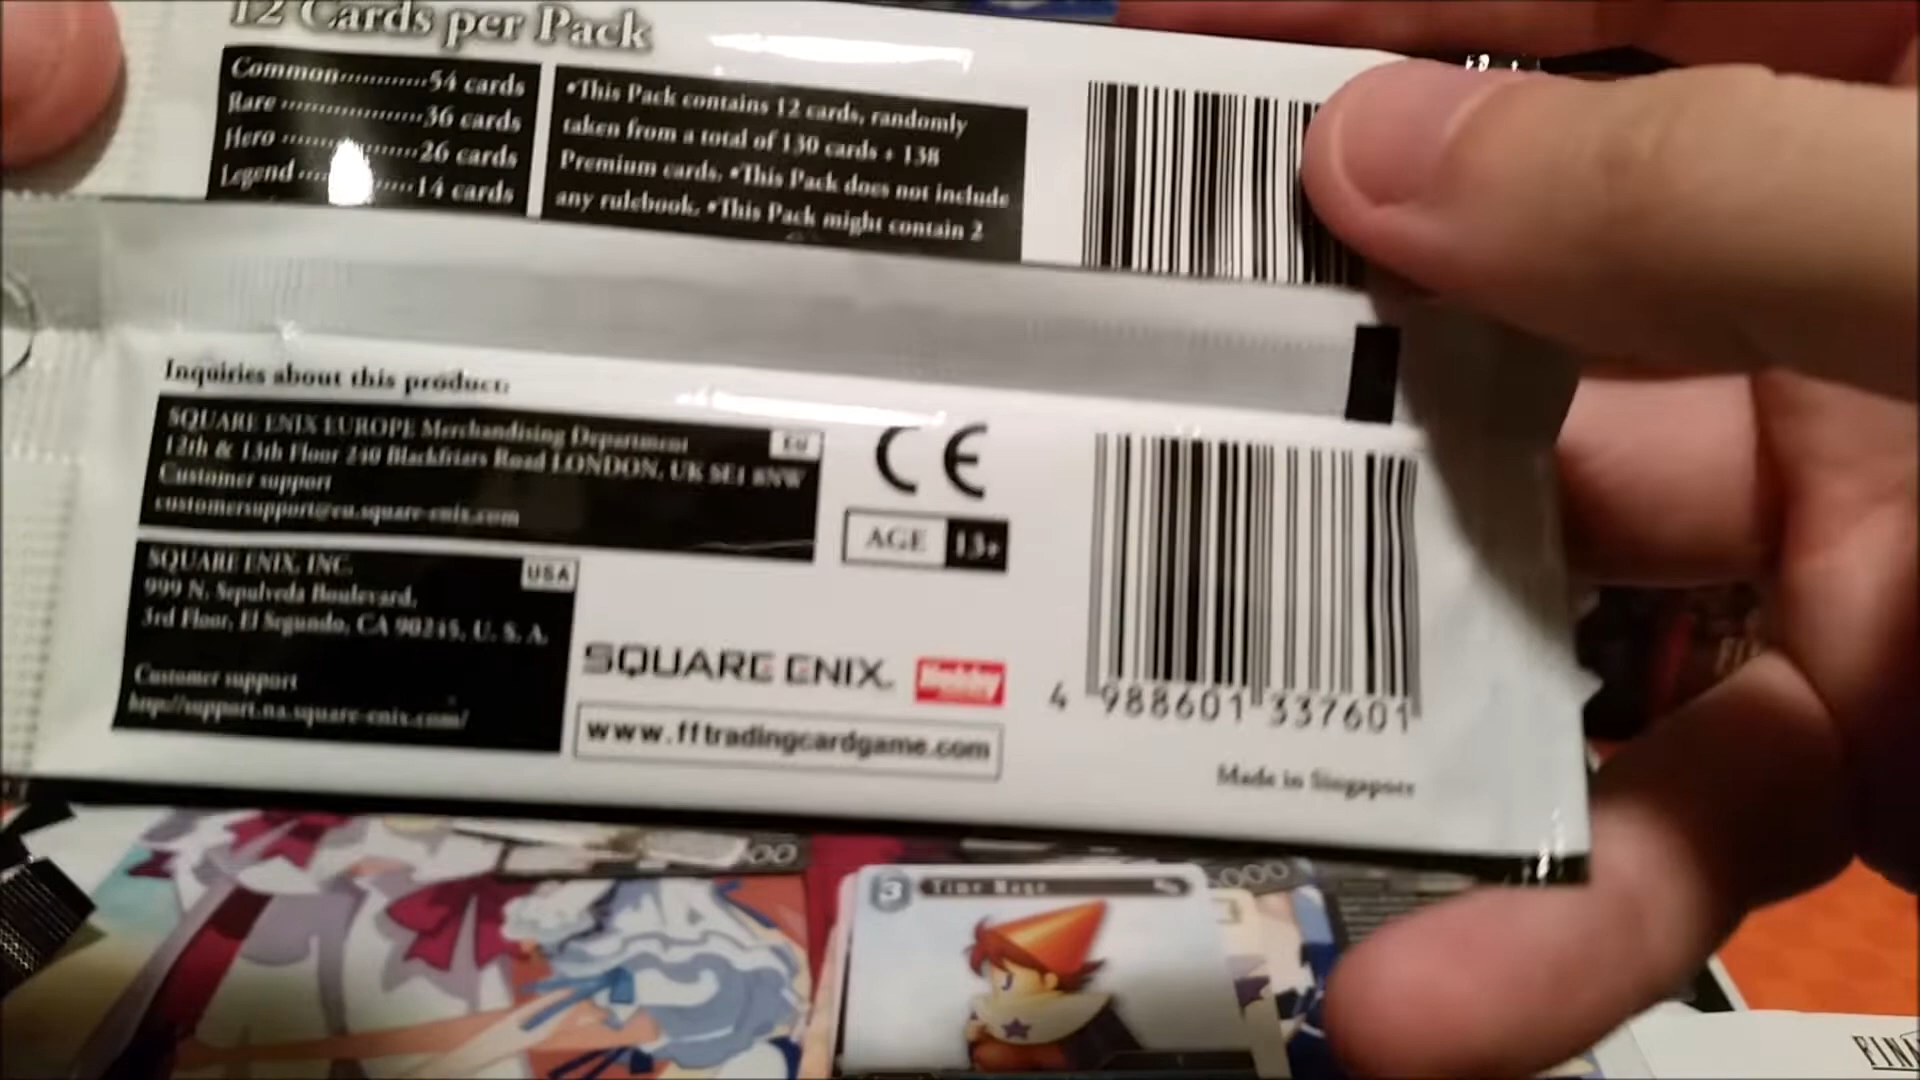 12 Cards per Pack
Common............54 cards
Rare ................36 cards
Hero ................26 cards
Legend .............14 cards
•This Pack contains 12 cards, randomly
taken from a total of 130 cards + 138
Premium cards. •This Pack does not include
any rulebook. •This Pack might contain 2
Inquiries about this product:
SQUARE ENIX EUROPE Merchandising Department
EU
12th & 13th Floor 240 Blackfriars Road LONDON, UK SE1 8NW
Customer support
customersupport@eu.square-enix.com
CE
AGE 13+
SQUARE ENIX, INC.
USA
999 N. Sepulveda Boulevard,
3rd Floor, El Segundo, CA 90245, U. S. A.
Customer support
http://support.na.square-enix.com/
SQUARE ENIX.
Hobby
www.fftradingcardgame.com
4 988601 337601
Made in Singapore
3 Time Mage